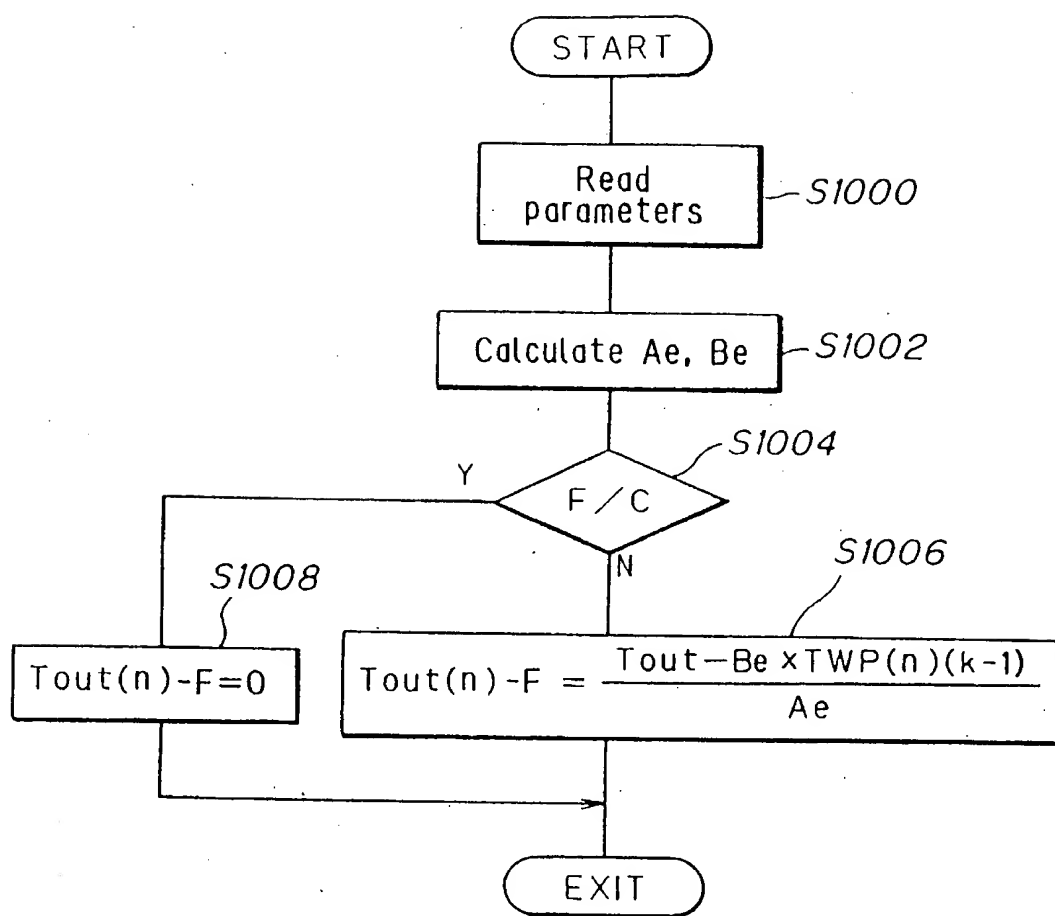 START
Read
parameters
S1000
Calculate Ae, Be
S1002
S1004
Y
F/C
N
S1008
S1006
Tout(n)-F=0
Tout(n)-F = 
Tout-Be×TWP(n)(k-1)
Ae
EXIT